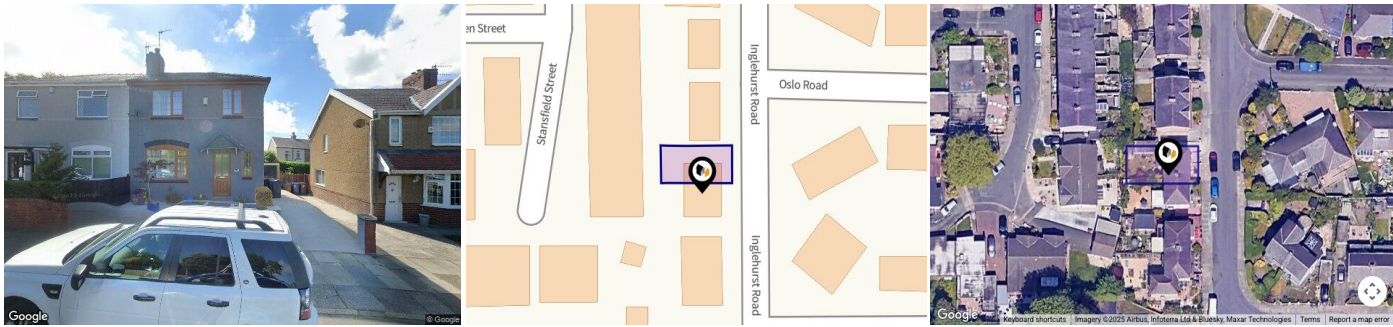 en Street
Stansfield Street
Inglehurst Road
Oslo Road
Inglehurst Road
Google
© Google
Google
Keyboard shortcuts
Imagery ©2025 Airbus, Infoterra Ltd & Bluesky, Maxar Technologies
Terms
Report a map error